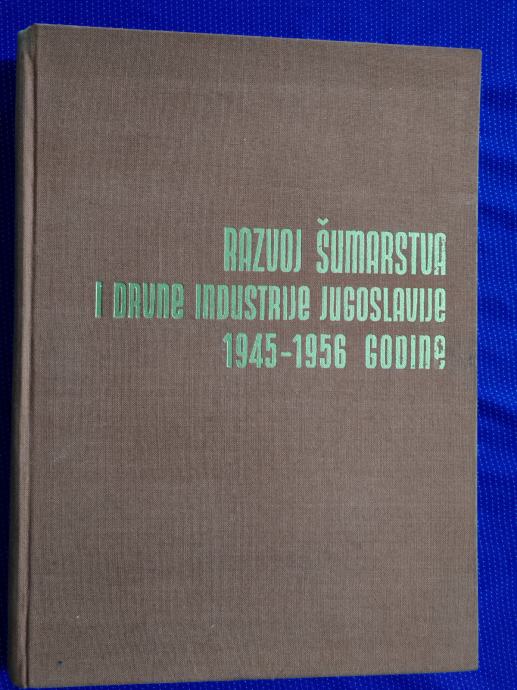 RAZVOJ ŠUMARSTVA
I DRVNE INDUSTRIJE JUGOSLAVIJE
1945-1956 GODINE